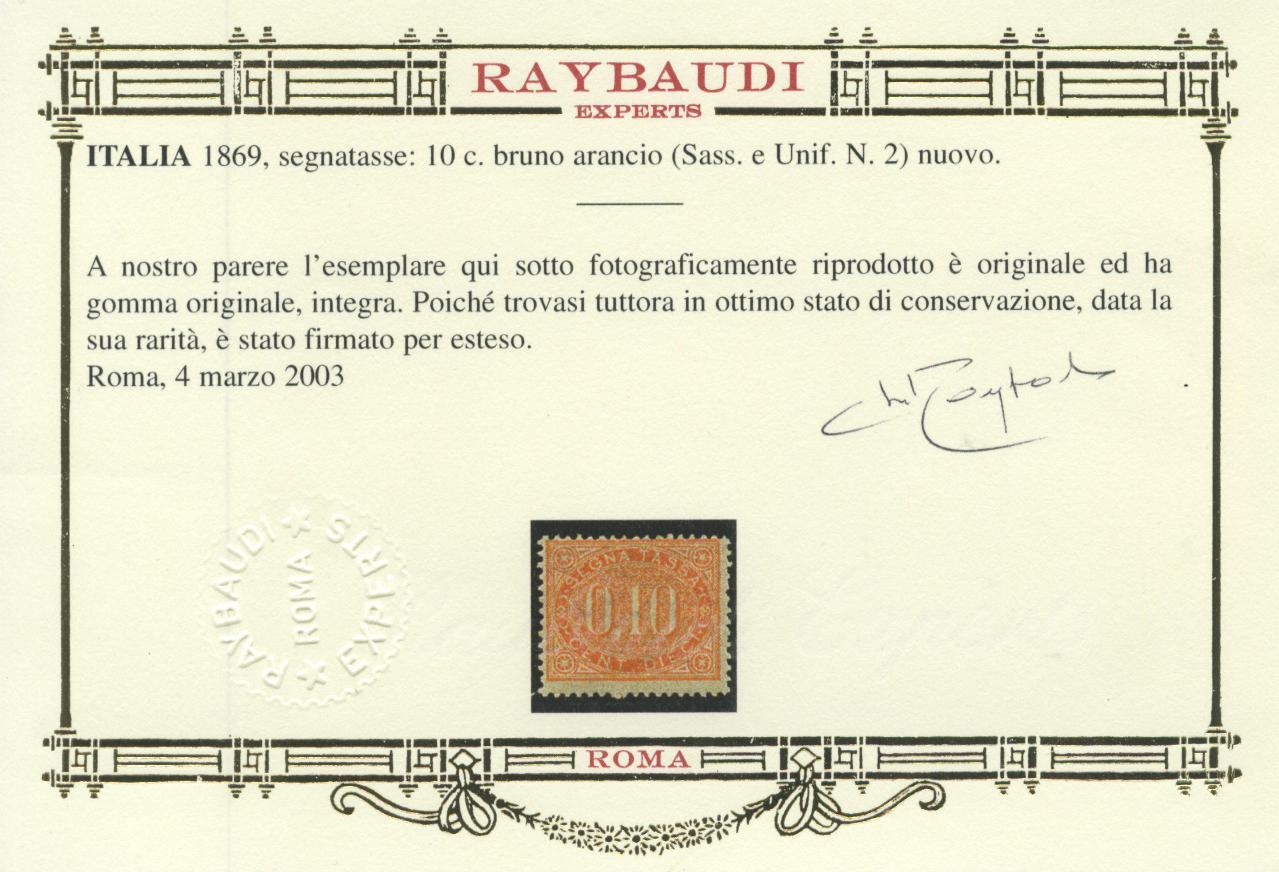 RAYBAUDI
EXPERTS
ITALIA 1869, segnatasse: 10 c. bruno arancio (Sass. e Unif. N. 2) nuovo.
A nostro parere l'esemplare qui sotto fotograficamente riprodotto è originale ed ha
gomma originale, integra. Poiché trovasi tuttora in ottimo stato di conservazione, data la
sua rarità, è stato firmato per esteso.
Roma, 4 marzo 2003
RAYBAUDI EXPERTS
ROMA
SEGNA TASSA
0,10
CENT. DIECI
ROMA